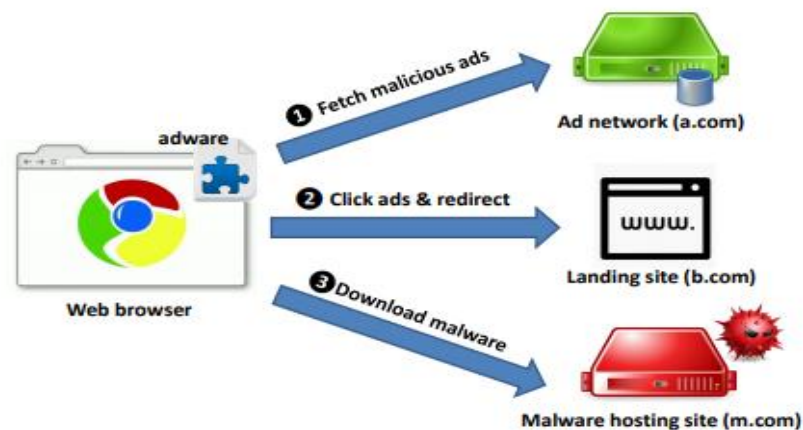 ❶ Fetch malicious ads
adware
Ad network (a.com)
❷ Click ads & redirect
www.
Landing site (b.com)
Web browser
❸ Download malware
Malware hosting site (m.com)